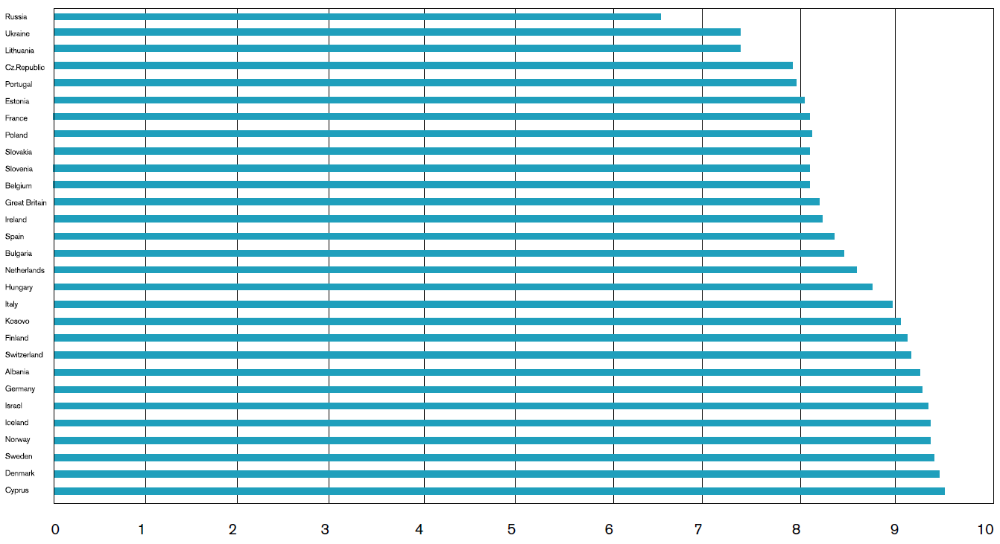 Russia
Ukraine
Lithuania
Cz.Republic
Portugal
Estonia
France
Poland
Slovakia
Slovenia
Belgium
Great Britain
Ireland
Spain
Bulgaria
Netherlands
Hungary
Italy
Kosovo
Finland
Switzerland
Albania
Germany
Israel
Iceland
Norway
Sweden
Denmark
Cyprus
0 1 2 3 4 5 6 7 8 9 10